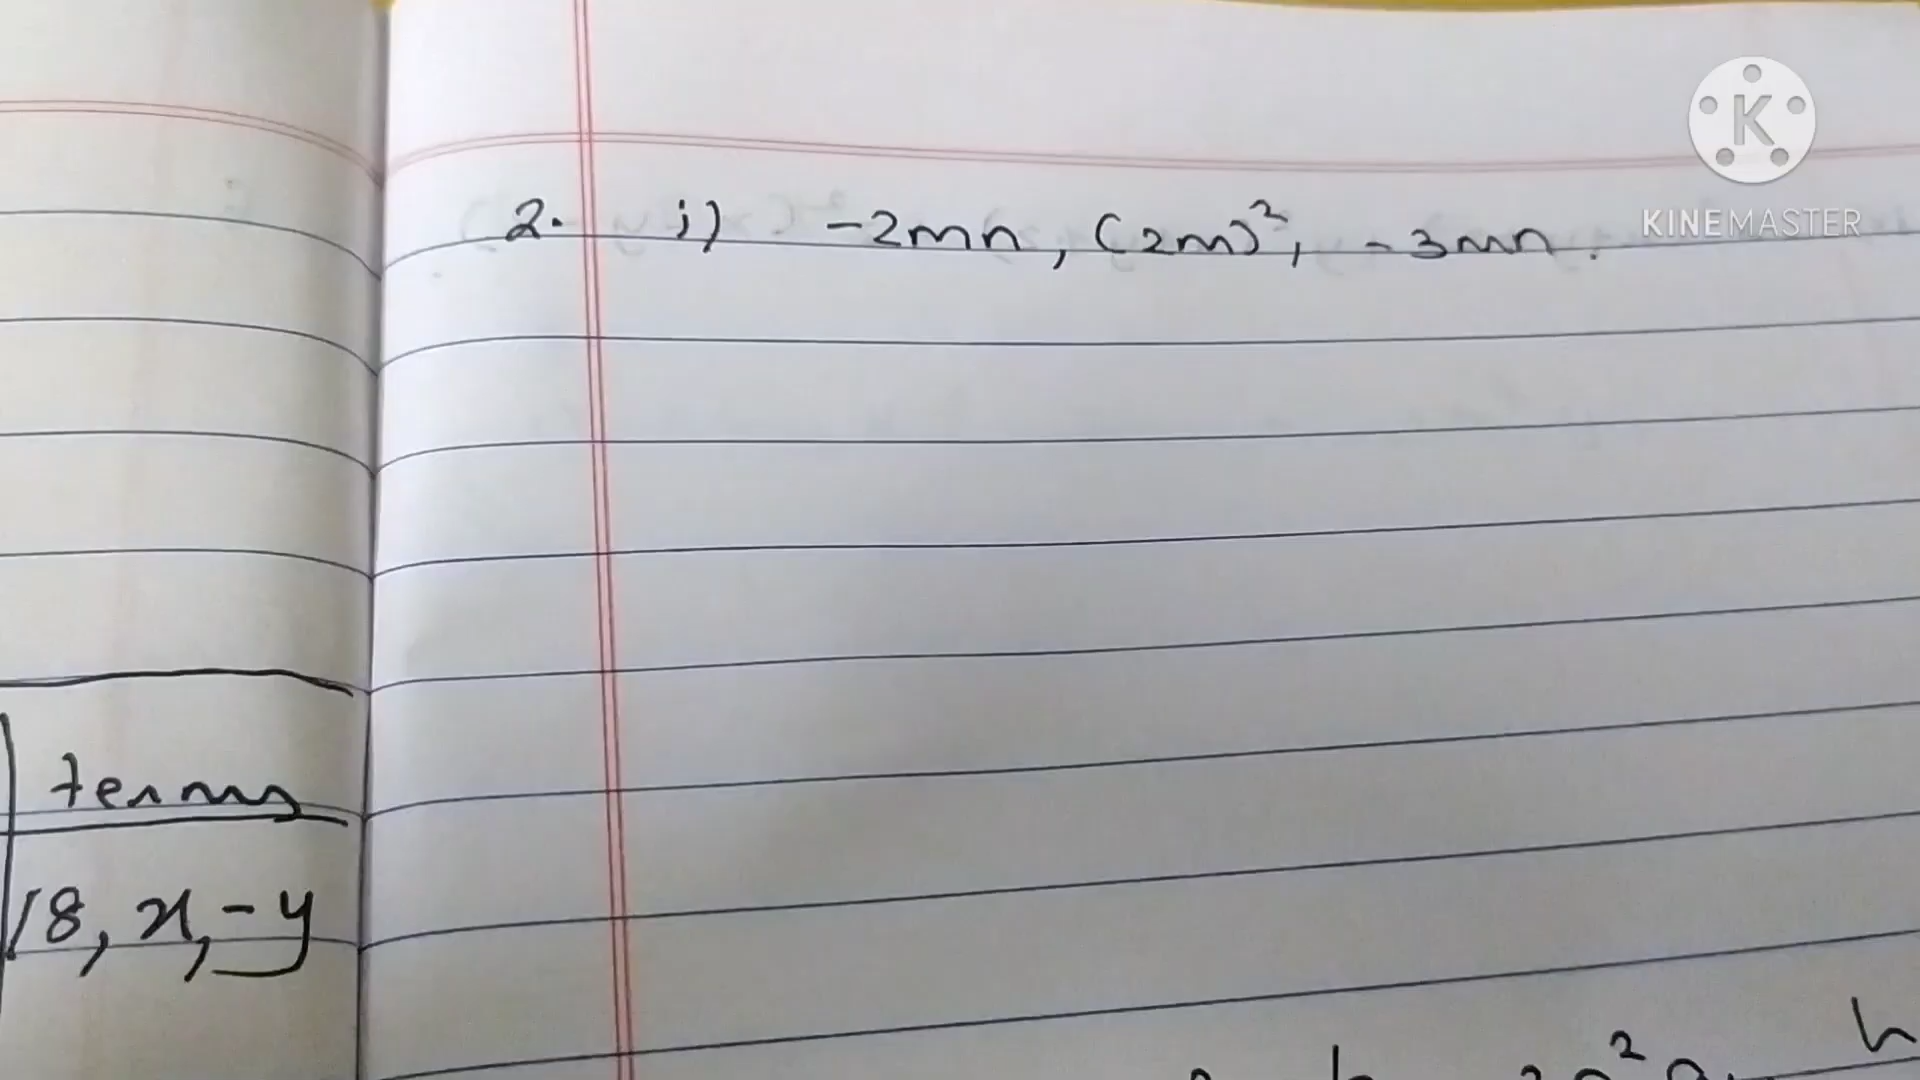 K
KINEMASTER
2. i) -2mn, (2m)², -3mn.
terms
18, x, -y